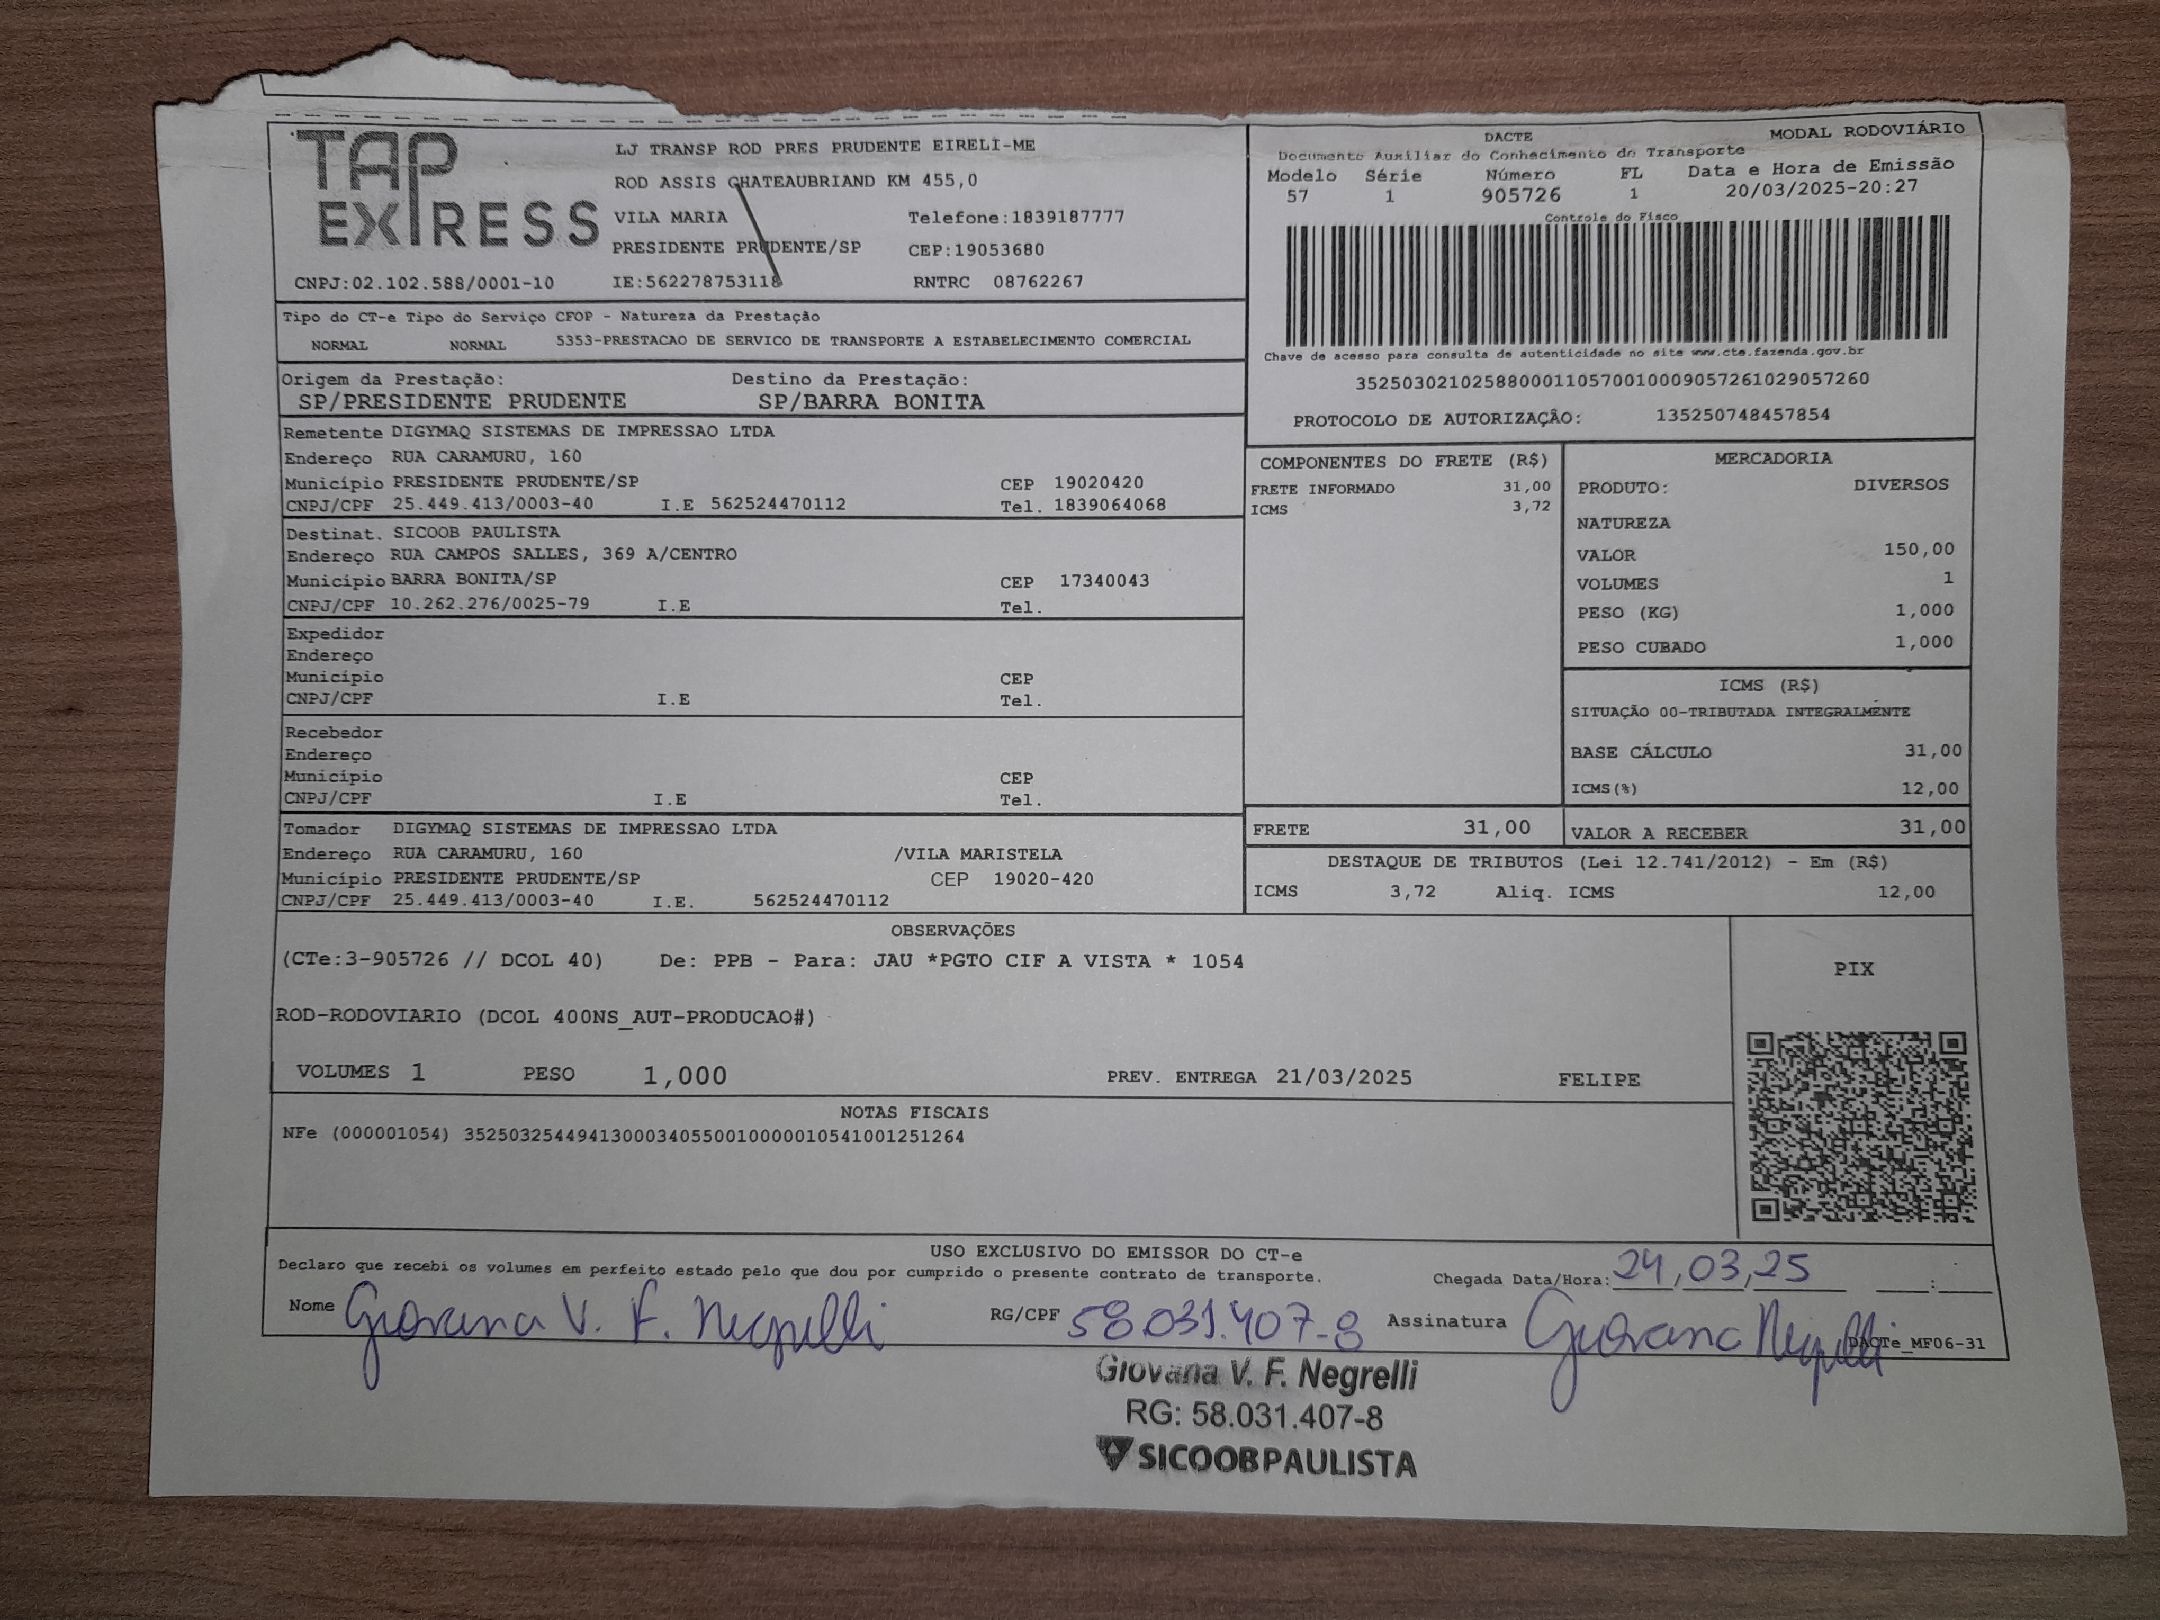 TAP
EXPRESS
LJ TRANSP ROD PRES PRUDENTE EIRELI-ME
ROD ASSIS CHATEAUBRIAND KM 455,0
VILA MARIA Telefone:1839187777
PRESIDENTE PRUDENTE/SP CEP:19053680
CNPJ:02.102.588/0001-10 IE:562278753118 RNTRC 08762267
DACTE MODAL RODOVIÁRIO
Documento Auxiliar do Conhecimento de Transporte
Modelo Série Número FL Data e Hora de Emissão
57 1 905726 1 20/03/2025-20:27
Controle do Fisco
Chave de acesso para consulta de autenticidade no site www.cte.fazenda.gov.br
35250302102588000110570010009057261029057260
PROTOCOLO DE AUTORIZAÇÂO: 135250748457854
Tipo do CT-e Tipo do Serviço CFOP - Natureza da Prestação
NORMAL NORMAL 5353-PRESTACAO DE SERVICO DE TRANSPORTE A ESTABELECIMENTO COMERCIAL
Origem da Prestação: Destino da Prestação:
SP/PRESIDENTE PRUDENTE SP/BARRA BONITA
Remetente DIGYMAQ SISTEMAS DE IMPRESSAO LTDA
Endereço RUA CARAMURU, 160
Município PRESIDENTE PRUDENTE/SP CEP 19020420
CNPJ/CPF 25.449.413/0003-40 I.E 562524470112 Tel. 1839064068
Destinat. SICOOB PAULISTA
Endereço RUA CAMPOS SALLES, 369 A/CENTRO
Município BARRA BONITA/SP CEP 17340043
CNPJ/CPF 10.262.276/0025-79 I.E Tel.
Expedidor
Endereço
Município CEP
CNPJ/CPF I.E Tel.
Recebedor
Endereço
Município CEP
CNPJ/CPF I.E Tel.
Tomador DIGYMAQ SISTEMAS DE IMPRESSAO LTDA
Endereço RUA CARAMURU, 160 /VILA MARISTELA
Município PRESIDENTE PRUDENTE/SP CEP 19020-420
CNPJ/CPF 25.449.413/0003-40 I.E. 562524470112
COMPONENTES DO FRETE (R$)
FRETE INFORMADO 31,00
ICMS 3,72
MERCADORIA
PRODUTO: DIVERSOS
NATUREZA
VALOR 150,00
VOLUMES 1
PESO (KG) 1,000
PESO CUBADO 1,000
ICMS (R$)
SITUAÇÃO 00-TRIBUTADA INTEGRALMENTE
BASE CÁLCULO 31,00
ICMS(%) 12,00
FRETE 31,00 VALOR A RECEBER 31,00
DESTAQUE DE TRIBUTOS (Lei 12.741/2012) - Em (R$)
ICMS 3,72 Aliq. ICMS 12,00
OBSERVAÇÕES
(CTe:3-905726 // DCOL 40) De: PPB - Para: JAU *PGTO CIF A VISTA * 1054
ROD-RODOVIARIO (DCOL 400NS_AUT-PRODUCAO#)
VOLUMES 1 PESO 1,000 PREV. ENTREGA 21/03/2025 FELIPE
PIX
NOTAS FISCAIS
NFe (000001054) 35250325449413000340550010000010541001251264
USO EXCLUSIVO DO EMISSOR DO CT-e
Declaro que recebi os volumes em perfeito estado pelo que dou por cumprido o presente contrato de transporte. Chegada Data/Hora: 24,03,25 :
Nome Giovana V. F. Negrelli RG/CPF 58.031.407-8 Assinatura Giovana Negrelli
DACTe_MF06-31
Giovana V. F. Negrelli
RG: 58.031.407-8
SICOOBPAULISTA